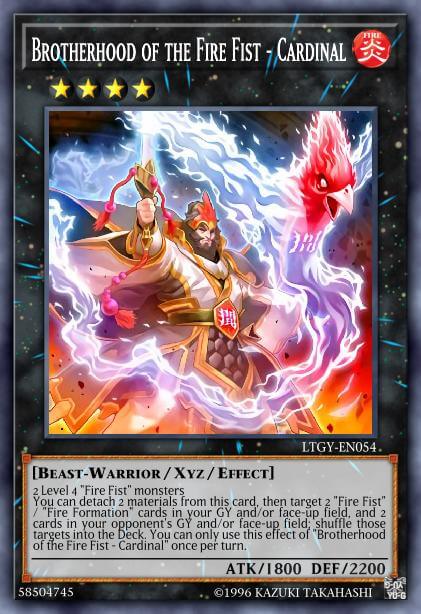 BROTHERHOOD OF THE FIRE FIST - CARDINAL
FIRE
炎
LTGY-EN054
[BEAST-WARRIOR / XYZ / EFFECT]
2 Level 4 "Fire Fist" monsters
You can detach 2 materials from this card, then target 2 "Fire Fist"
/ "Fire Formation" cards in your GY and/or face-up field, and 2
cards in your opponent's GY and/or face-up field; shuffle those
targets into the Deck. You can only use this effect of "Brotherhood
of the Fire Fist - Cardinal" once per turn.
ATK/1800 DEF/2200
58504745
©1996 KAZUKI TAKAHASHI